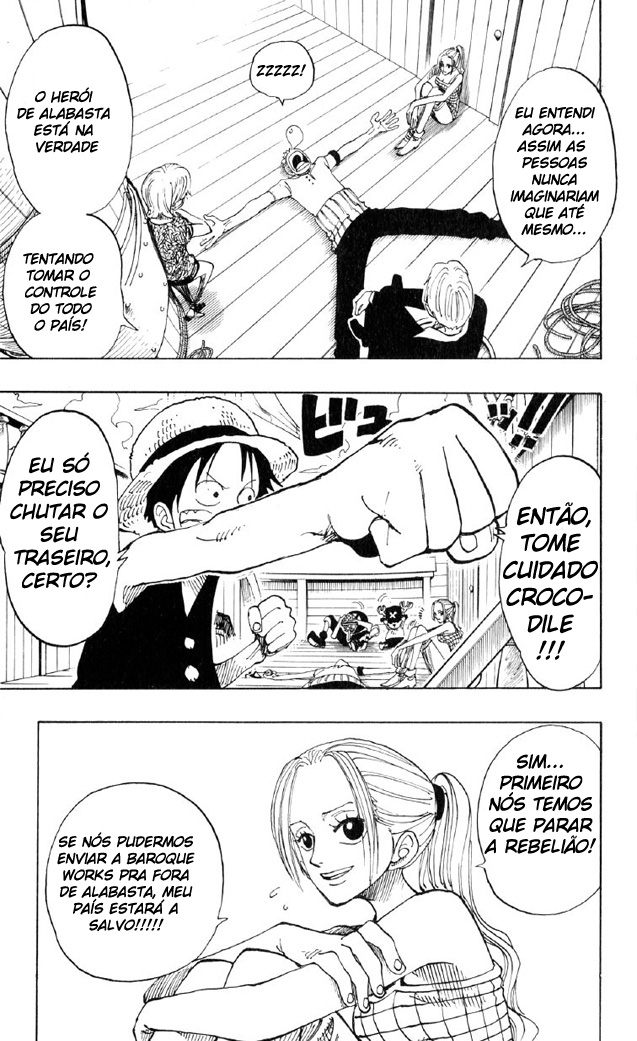 EU ENTENDI
AGORA...
ASSIM AS
PESSOAS
NUNCA
IMAGINARIAM
QUE ATÉ
MESMO...
ZZZZZ!
O HERÓI
DE ALABASTA
ESTÁ NA
VERDADE
TENTANDO
TOMAR O
CONTROLE
DO TODO
O PAÍS!
ENTÃO,
TOME
CUIDADO
CROCO-
DILE
!!!
ビュ
EU SÓ
PRECISO
CHUTAR O
SEU
TRASEIRO,
CERTO?
SIM...
PRIMEIRO
NÓS TEMOS
QUE PARAR
A REBELIÃO!
SE NÓS PUDERMOS
ENVIAR A BAROQUE
WORKS PRA FORA
DE ALABASTA, MEU
PAÍS ESTARÁ A
SALVO!!!!!